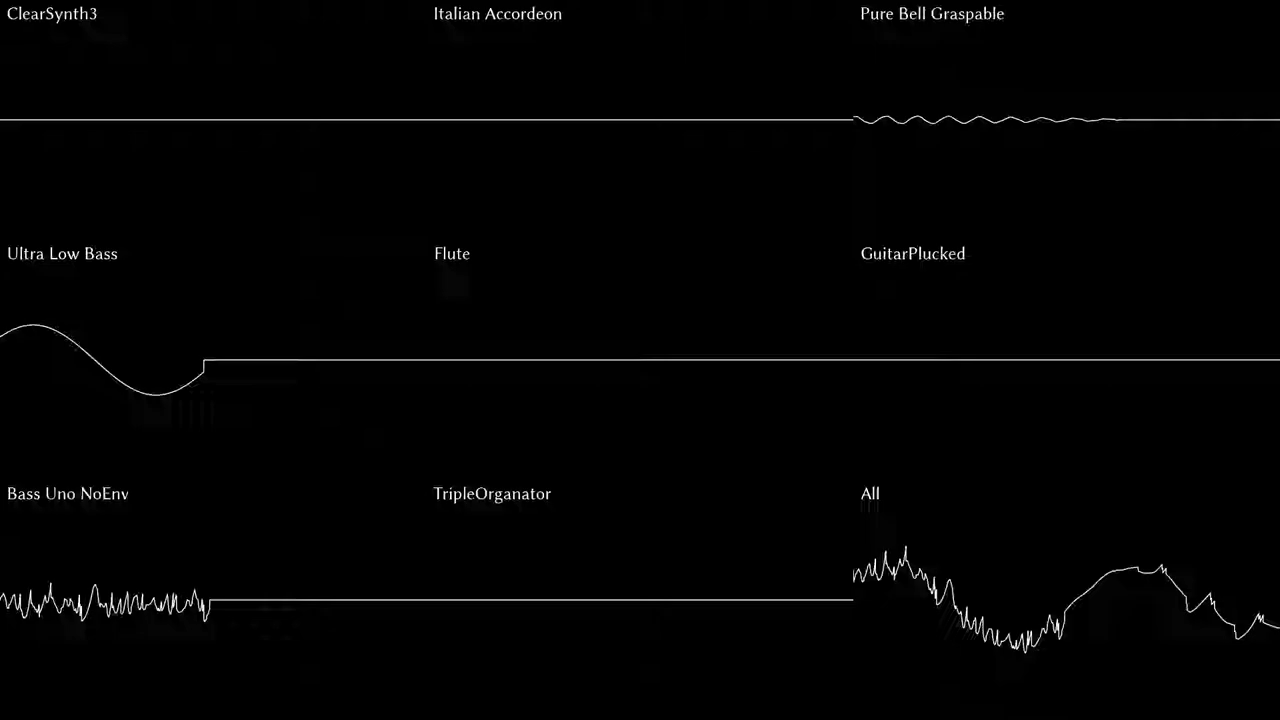 ClearSynth3
Italian Accordeon
Pure Bell Graspable
Ultra Low Bass
Flute
GuitarPlucked
Bass Uno NoEnv
TripleOrganator
All